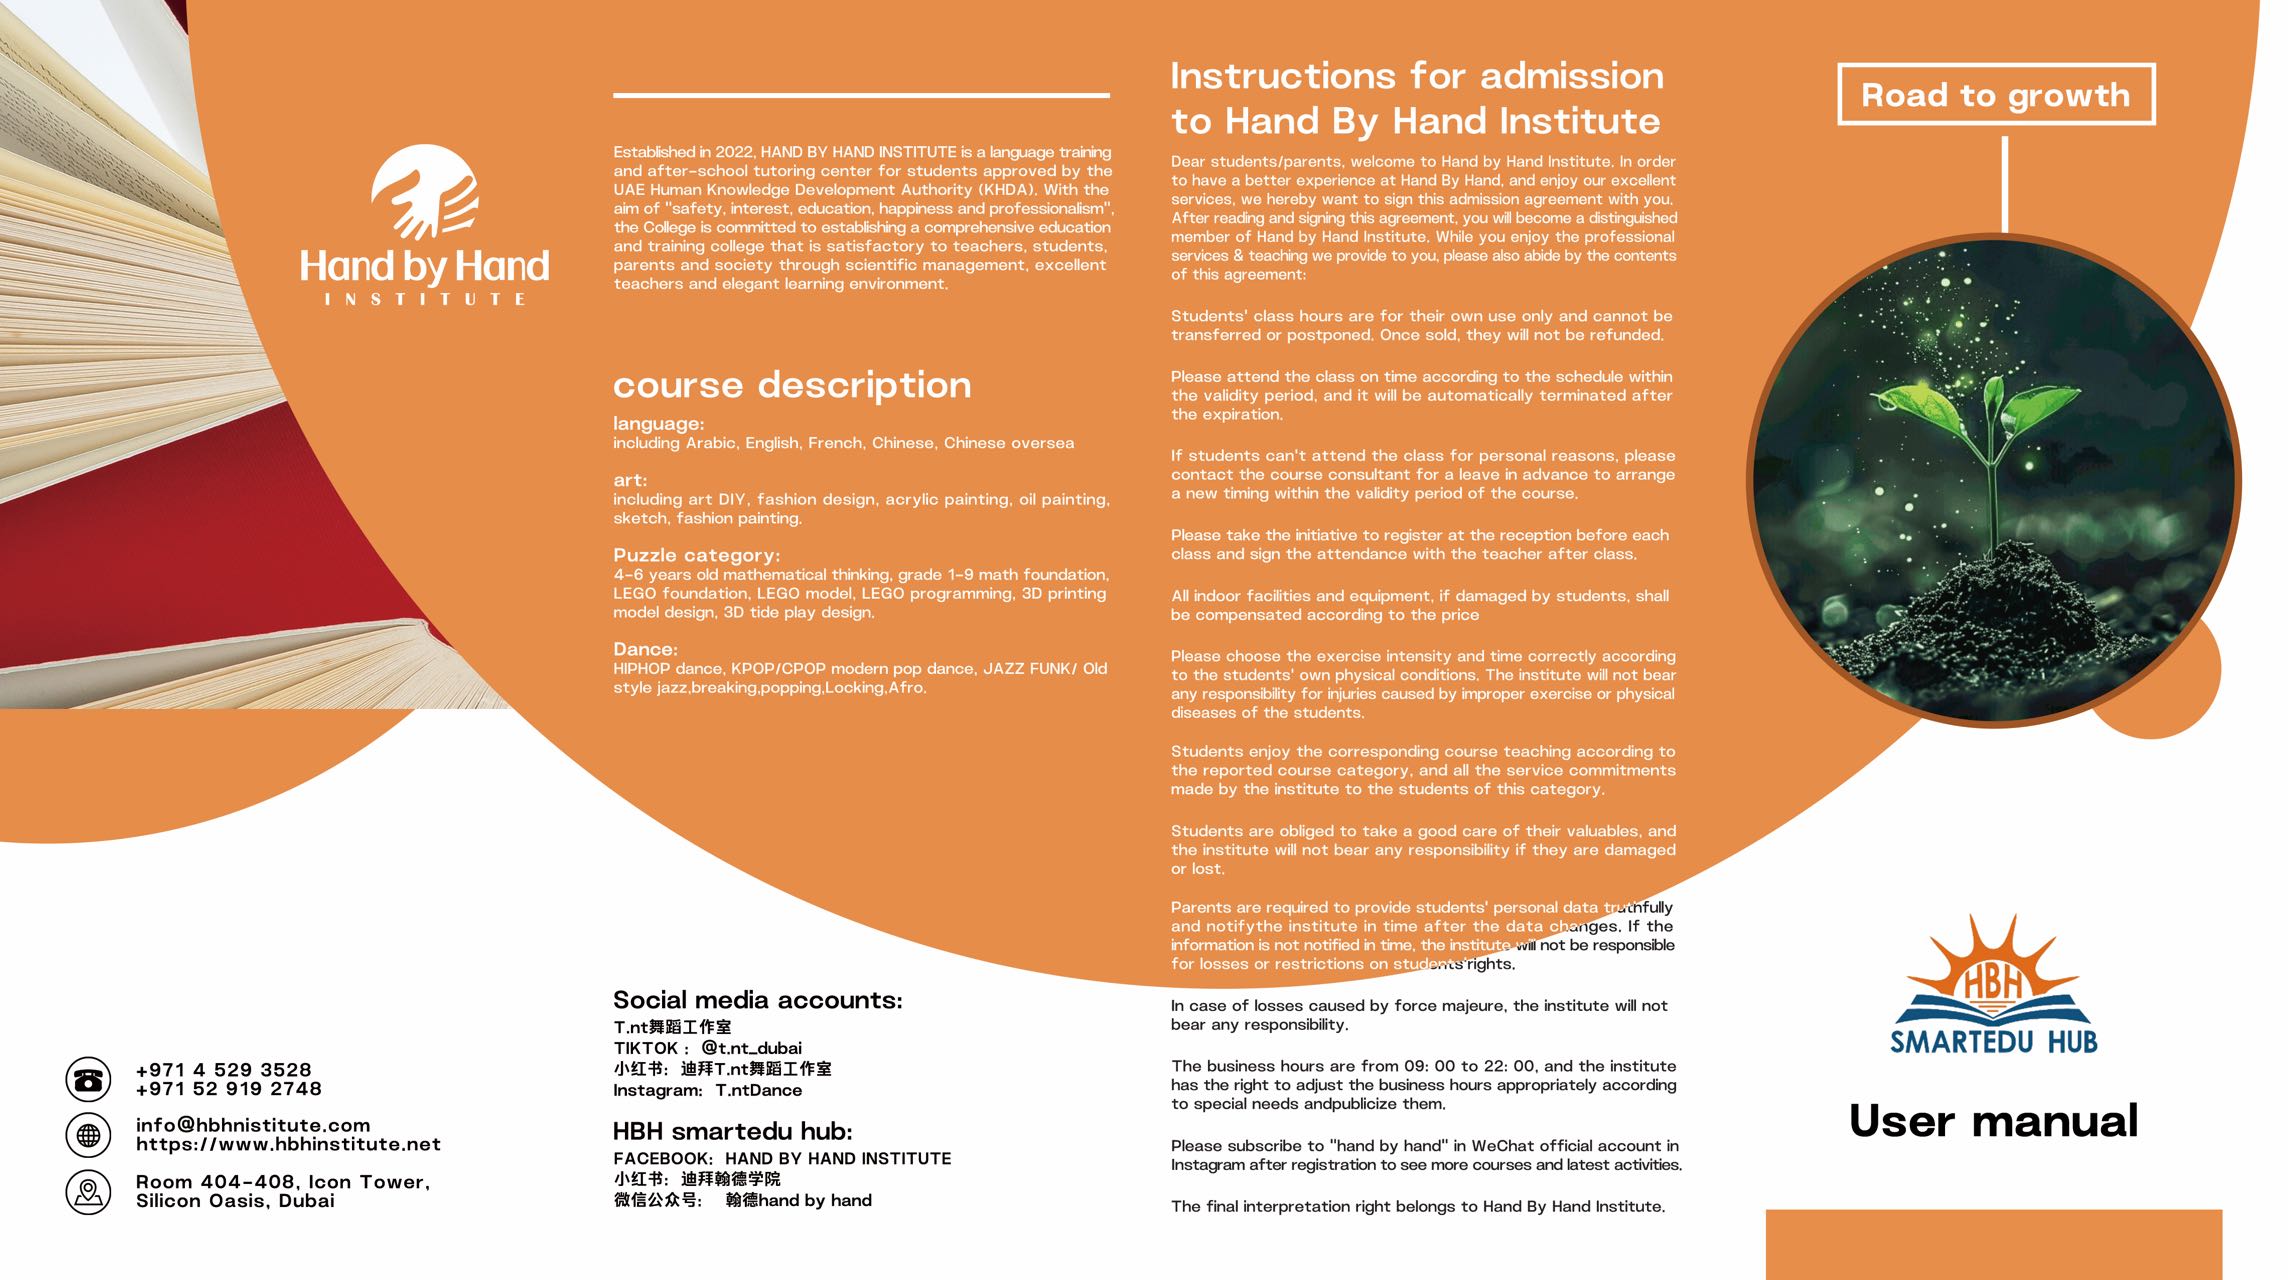 Hand by Hand
INSTITUTE
+971 4 529 3528
+971 52 919 2748
info@hbhnistitute.com
https://www.hbhinstitute.net
Room 404-408, Icon Tower,
Silicon Oasis, Dubai
Established in 2022, HAND BY HAND INSTITUTE is a language training
and after-school tutoring center for students approved by the
UAE Human Knowledge Development Authority (KHDA). With the
aim of "safety, interest, education, happiness and professionalism",
the College is committed to establishing a comprehensive education
and training college that is satisfactory to teachers, students,
parents and society through scientific management, excellent
teachers and elegant learning environment.
course description
language:
including Arabic, English, French, Chinese, Chinese oversea
art:
including art DIY, fashion design, acrylic painting, oil painting,
sketch, fashion painting.
Puzzle category:
4-6 years old mathematical thinking, grade 1-9 math foundation,
LEGO foundation, LEGO model, LEGO programming, 3D printing
model design, 3D tide play design.
Dance:
HIPHOP dance, KPOP/CPOP modern pop dance, JAZZ FUNK/ Old
style jazz,breaking,popping,Locking,Afro.
Social media accounts:
T.nt舞蹈工作室
TIKTOK： @t.nt_dubai
小红书：迪拜T.nt舞蹈工作室
Instagram：T.ntDance
HBH smartedu hub:
FACEBOOK：HAND BY HAND INSTITUTE
小红书：迪拜翰德学院
微信公众号： 翰德hand by hand
Instructions for admission
to Hand By Hand Institute
Dear students/parents, welcome to Hand by Hand Institute. In order
to have a better experience at Hand By Hand, and enjoy our excellent
services, we hereby want to sign this admission agreement with you.
After reading and signing this agreement, you will become a distinguished
member of Hand by Hand Institute. While you enjoy the professional
services & teaching we provide to you, please also abide by the contents
of this agreement:
Students' class hours are for their own use only and cannot be
transferred or postponed. Once sold, they will not be refunded.
Please attend the class on time according to the schedule within
the validity period, and it will be automatically terminated after
the expiration.
If students can't attend the class for personal reasons, please
contact the course consultant for a leave in advance to arrange
a new timing within the validity period of the course.
Please take the initiative to register at the reception before each
class and sign the attendance with the teacher after class.
All indoor facilities and equipment, if damaged by students, shall
be compensated according to the price
Please choose the exercise intensity and time correctly according
to the students' own physical conditions. The institute will not bear
any responsibility for injuries caused by improper exercise or physical
diseases of the students.
Students enjoy the corresponding course teaching according to
the reported course category, and all the service commitments
made by the institute to the students of this category.
Students are obliged to take a good care of their valuables, and
the institute will not bear any responsibility if they are damaged
or lost.
Parents are required to provide students' personal data truthfully
and notifythe institute in time after the data changes. If the
information is not notified in time, the institute will not be responsible
for losses or restrictions on students'rights.
In case of losses caused by force majeure, the institute will not
bear any responsibility.
The business hours are from 09: 00 to 22: 00, and the institute
has the right to adjust the business hours appropriately according
to special needs andpublicize them.
Please subscribe to "hand by hand" in WeChat official account in
Instagram after registration to see more courses and latest activities.
The final interpretation right belongs to Hand By Hand Institute.
Road to growth
HBH
SMARTEDU HUB
User manual